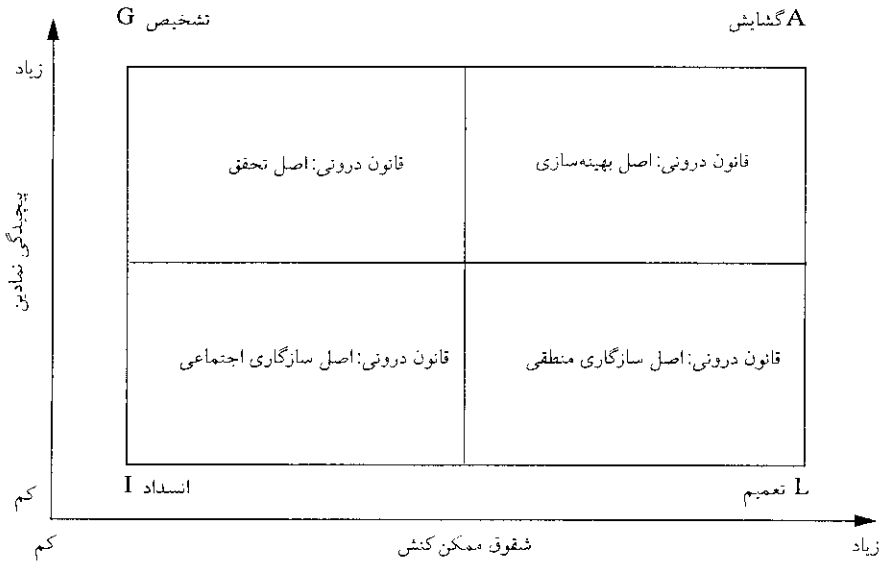 A گشایش
G تشخیص
زیاد
قانون درونی: اصل بهینه‌سازی
قانون درونی: اصل تحقق
پیچیدگی نمادین
قانون درونی: اصل سازگاری منطقی
قانون درونی: اصل سازگاری اجتماعی
L تعمیم
I انسداد
کم
زیاد
شقوق ممکن کنش
کم